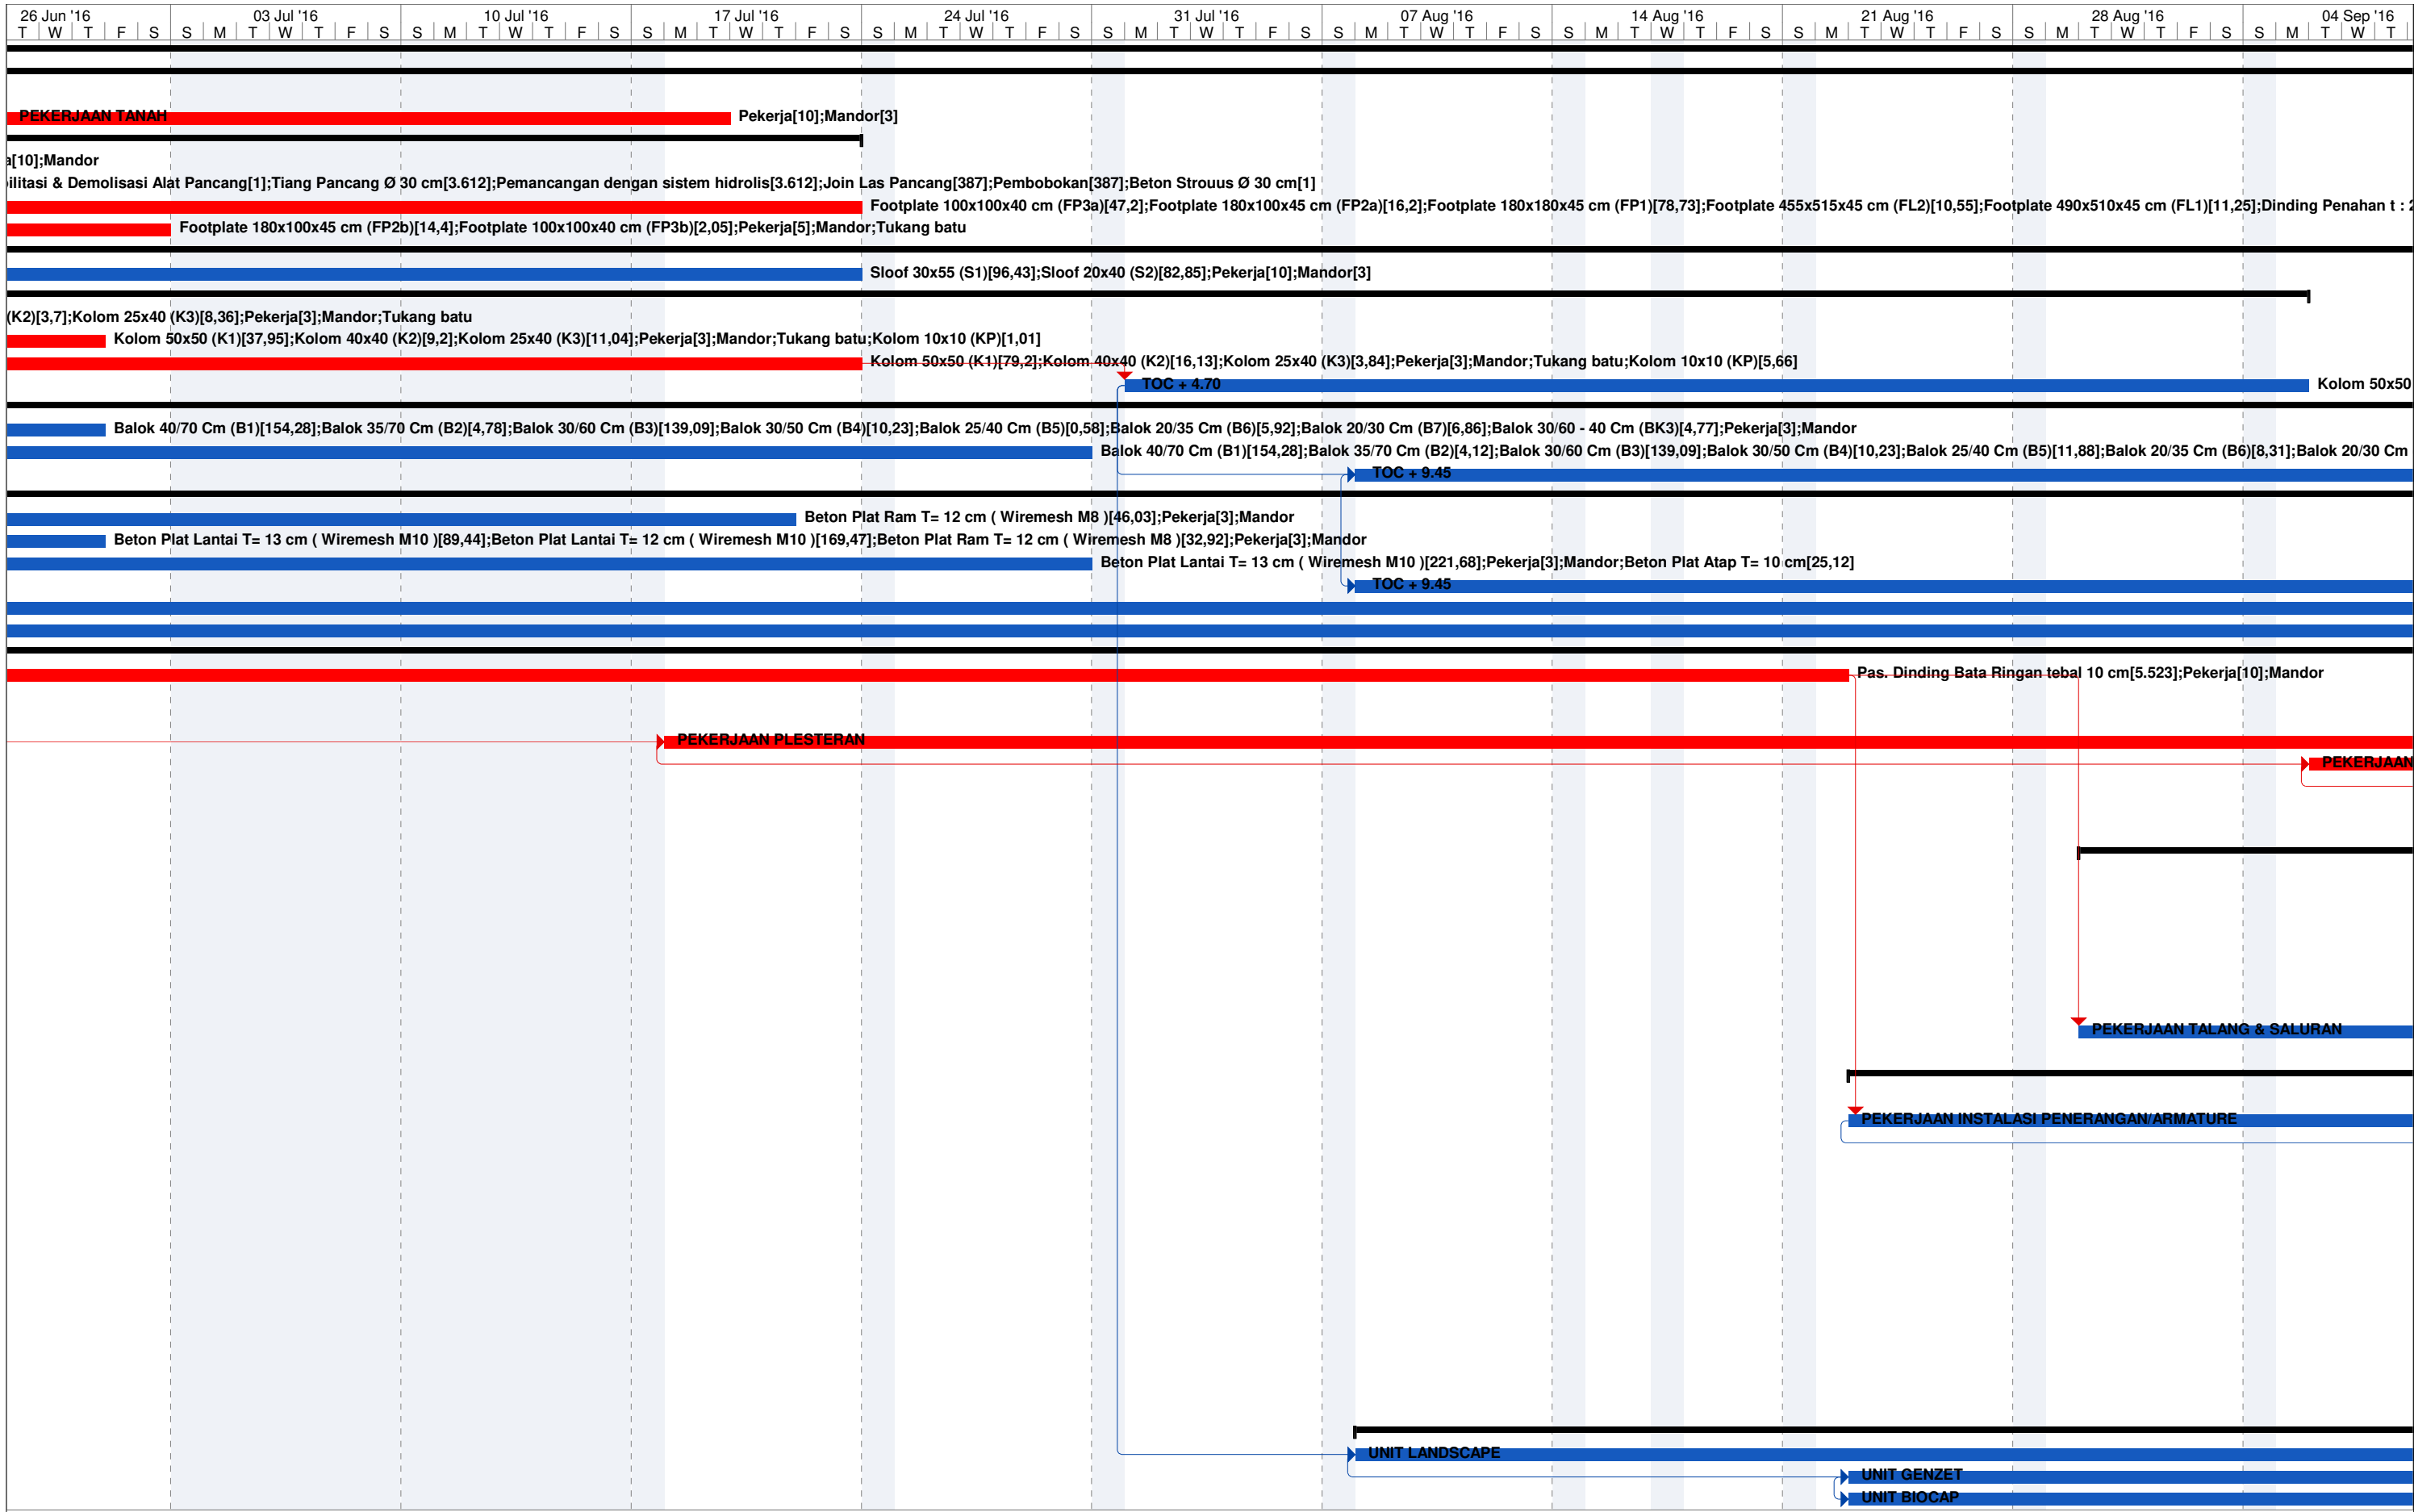 26 Jun '16 03 Jul '16 10 Jul '16 17 Jul '16 24 Jul '16 31 Jul '16 07 Aug '16 14 Aug '16 21 Aug '16 28 Aug '16 04 Sep '16
T W T F S S M T W T F S S M T W T F S S M T W T F S S M T W T F S S M T W T F S S M T W T F S S M T W T F S S M T W T F S S M T W T F S S M T W T
PEKERJAAN TANAH Pekerja[10];Mandor[3]
a[10];Mandor
ilitasi & Demolisasi Alat Pancang[1];Tiang Pancang Ø 30 cm[3.612];Pemancangan dengan sistem hidrolis[3.612];Join Las Pancang[387];Pembobokan[387];Beton Strouus Ø 30 cm[1]
Footplate 100x100x40 cm (FP3a)[47,2];Footplate 180x100x45 cm (FP2a)[16,2];Footplate 180x180x45 cm (FP1)[78,73];Footplate 455x515x45 cm (FL2)[10,55];Footplate 490x510x45 cm (FL1)[11,25];Dinding Penahan t : 2
Footplate 180x100x45 cm (FP2b)[14,4];Footplate 100x100x40 cm (FP3b)[2,05];Pekerja[5];Mandor;Tukang batu
Sloof 30x55 (S1)[96,43];Sloof 20x40 (S2)[82,85];Pekerja[10];Mandor[3]
(K2)[3,7];Kolom 25x40 (K3)[8,36];Pekerja[3];Mandor;Tukang batu
Kolom 50x50 (K1)[37,95];Kolom 40x40 (K2)[9,2];Kolom 25x40 (K3)[11,04];Pekerja[3];Mandor;Tukang batu;Kolom 10x10 (KP)[1,01]
Kolom 50x50 (K1)[79,2];Kolom 40x40 (K2)[16,13];Kolom 25x40 (K3)[3,84];Pekerja[3];Mandor;Tukang batu;Kolom 10x10 (KP)[5,66]
TOC + 4.70 Kolom 50x50
Balok 40/70 Cm (B1)[154,28];Balok 35/70 Cm (B2)[4,78];Balok 30/60 Cm (B3)[139,09];Balok 30/50 Cm (B4)[10,23];Balok 25/40 Cm (B5)[0,58];Balok 20/35 Cm (B6)[5,92];Balok 20/30 Cm (B7)[6,86];Balok 30/60 - 40 Cm (BK3)[4,77];Pekerja[3];Mandor
Balok 40/70 Cm (B1)[154,28];Balok 35/70 Cm (B2)[4,12];Balok 30/60 Cm (B3)[139,09];Balok 30/50 Cm (B4)[10,23];Balok 25/40 Cm (B5)[11,88];Balok 20/35 Cm (B6)[8,31];Balok 20/30 Cm
TOC + 9.45
Beton Plat Ram T= 12 cm ( Wiremesh M8 )[46,03];Pekerja[3];Mandor
Beton Plat Lantai T= 13 cm ( Wiremesh M10 )[89,44];Beton Plat Lantai T= 12 cm ( Wiremesh M10 )[169,47];Beton Plat Ram T= 12 cm ( Wiremesh M8 )[32,92];Pekerja[3];Mandor
Beton Plat Lantai T= 13 cm ( Wiremesh M10 )[221,68];Pekerja[3];Mandor;Beton Plat Atap T= 10 cm[25,12]
TOC + 9.45
Pas. Dinding Bata Ringan tebal 10 cm[5.523];Pekerja[10];Mandor
PEKERJAAN PLESTERAN
PEKERJAAN
PEKERJAAN TALANG & SALURAN
PEKERJAAN INSTALASI PENERANGAN/ARMATURE
UNIT LANDSCAPE
UNIT GENZET
UNIT BIOCAP